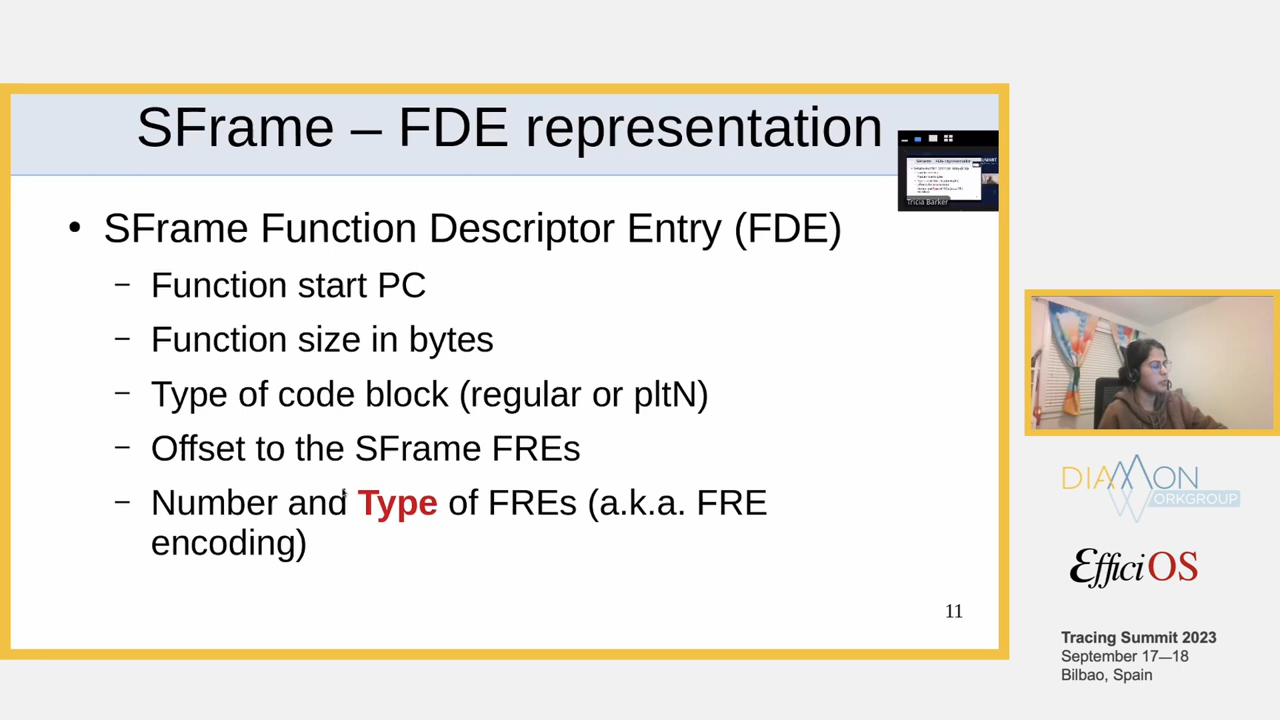 SFrame – FDE representation
Tricia Barker
• SFrame Function Descriptor Entry (FDE)
– Function start PC
– Function size in bytes
– Type of code block (regular or pltN)
– Offset to the SFrame FREs
– Number and Type of FREs (a.k.a. FRE
encoding)
11
DIAMON
WORKGROUP
EfficiOS
Tracing Summit 2023
September 17—18
Bilbao, Spain